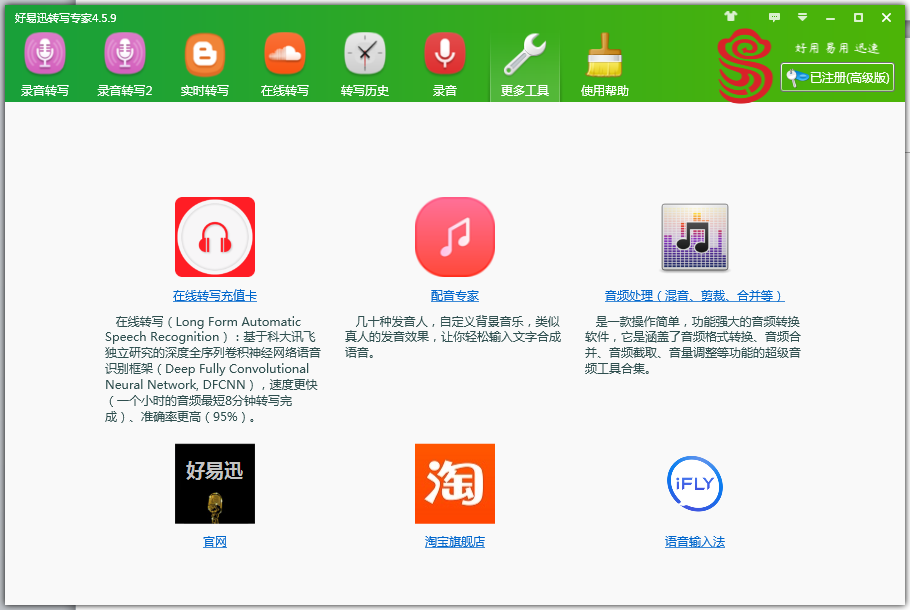 好易迅转写专家4.5.9
好用 易用 迅速
已注册(高级版)
录音转写
录音转写2
实时转写
在线转写
转写历史
录音
更多工具
使用帮助
在线转写充值卡
在线转写（Long Form Automatic
Speech Recognition）：基于科大讯飞
独立研究的深度全序列卷积神经网络语音
识别框架（Deep Fully Convolutional
Neural Network, DFCNN），速度更快
（一个小时的音频最短8分钟转写完
成）、准确率更高（95%）。
配音专家
几十种发音人，自定义背景音乐，类似
真人的发音效果，让你轻松输入文字合成
语音。
音频处理（混音、剪裁、合并等）
是一款操作简单，功能强大的音频转换
软件，它是涵盖了音频格式转换、音频合
并、音频截取、音量调整等功能的超级音
频工具合集。
好易迅
官网
淘
淘宝旗舰店
iFLY
语音输入法